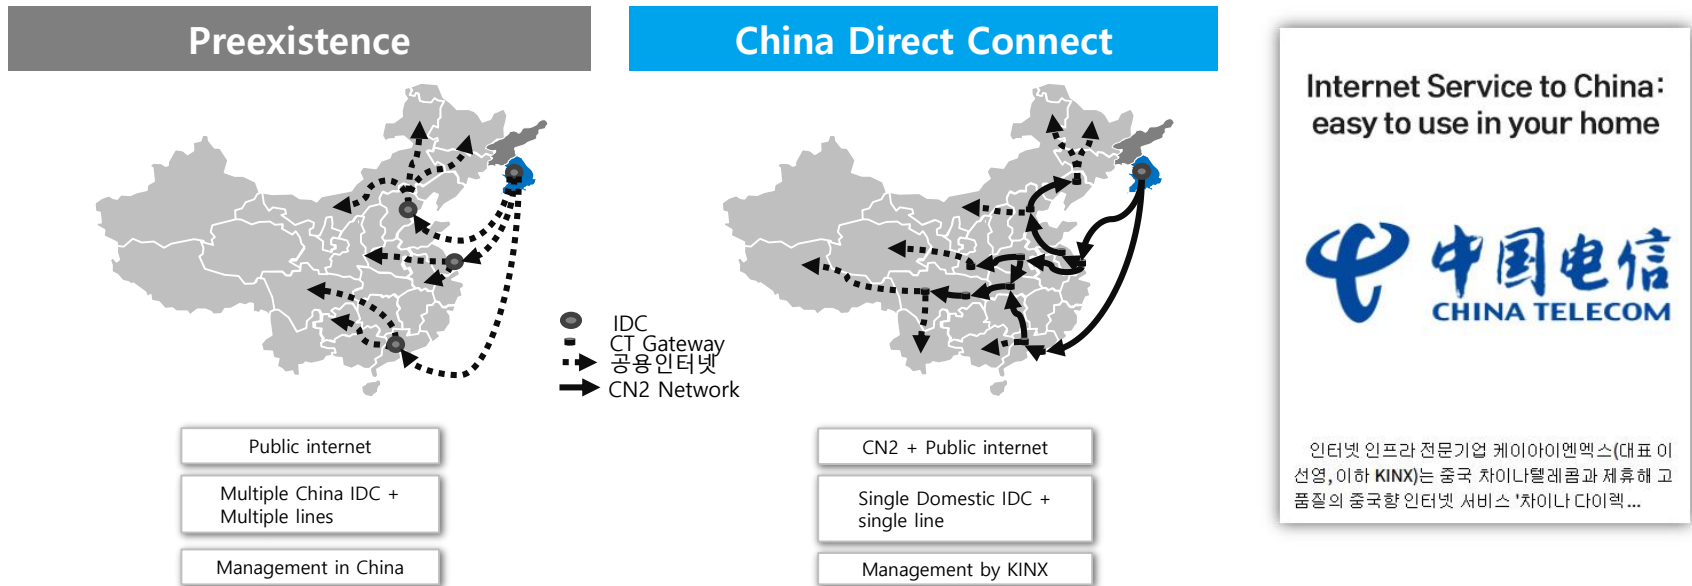 Preexistence
China Direct Connect
IDC
CT Gateway
공용인터넷
CN2 Network
Public internet
Multiple China IDC +
Multiple lines
Management in China
CN2 + Public internet
Single Domestic IDC +
single line
Management by KINX
Internet Service to China:
easy to use in your home
中国电信
CHINA TELECOM
인터넷 인프라 전문기업 케이아이엔엑스(대표 이
선영, 이하 KINX)는 중국 차이나텔레콤과 제휴해 고
품질의 중국향 인터넷 서비스 '차이나 다이렉...